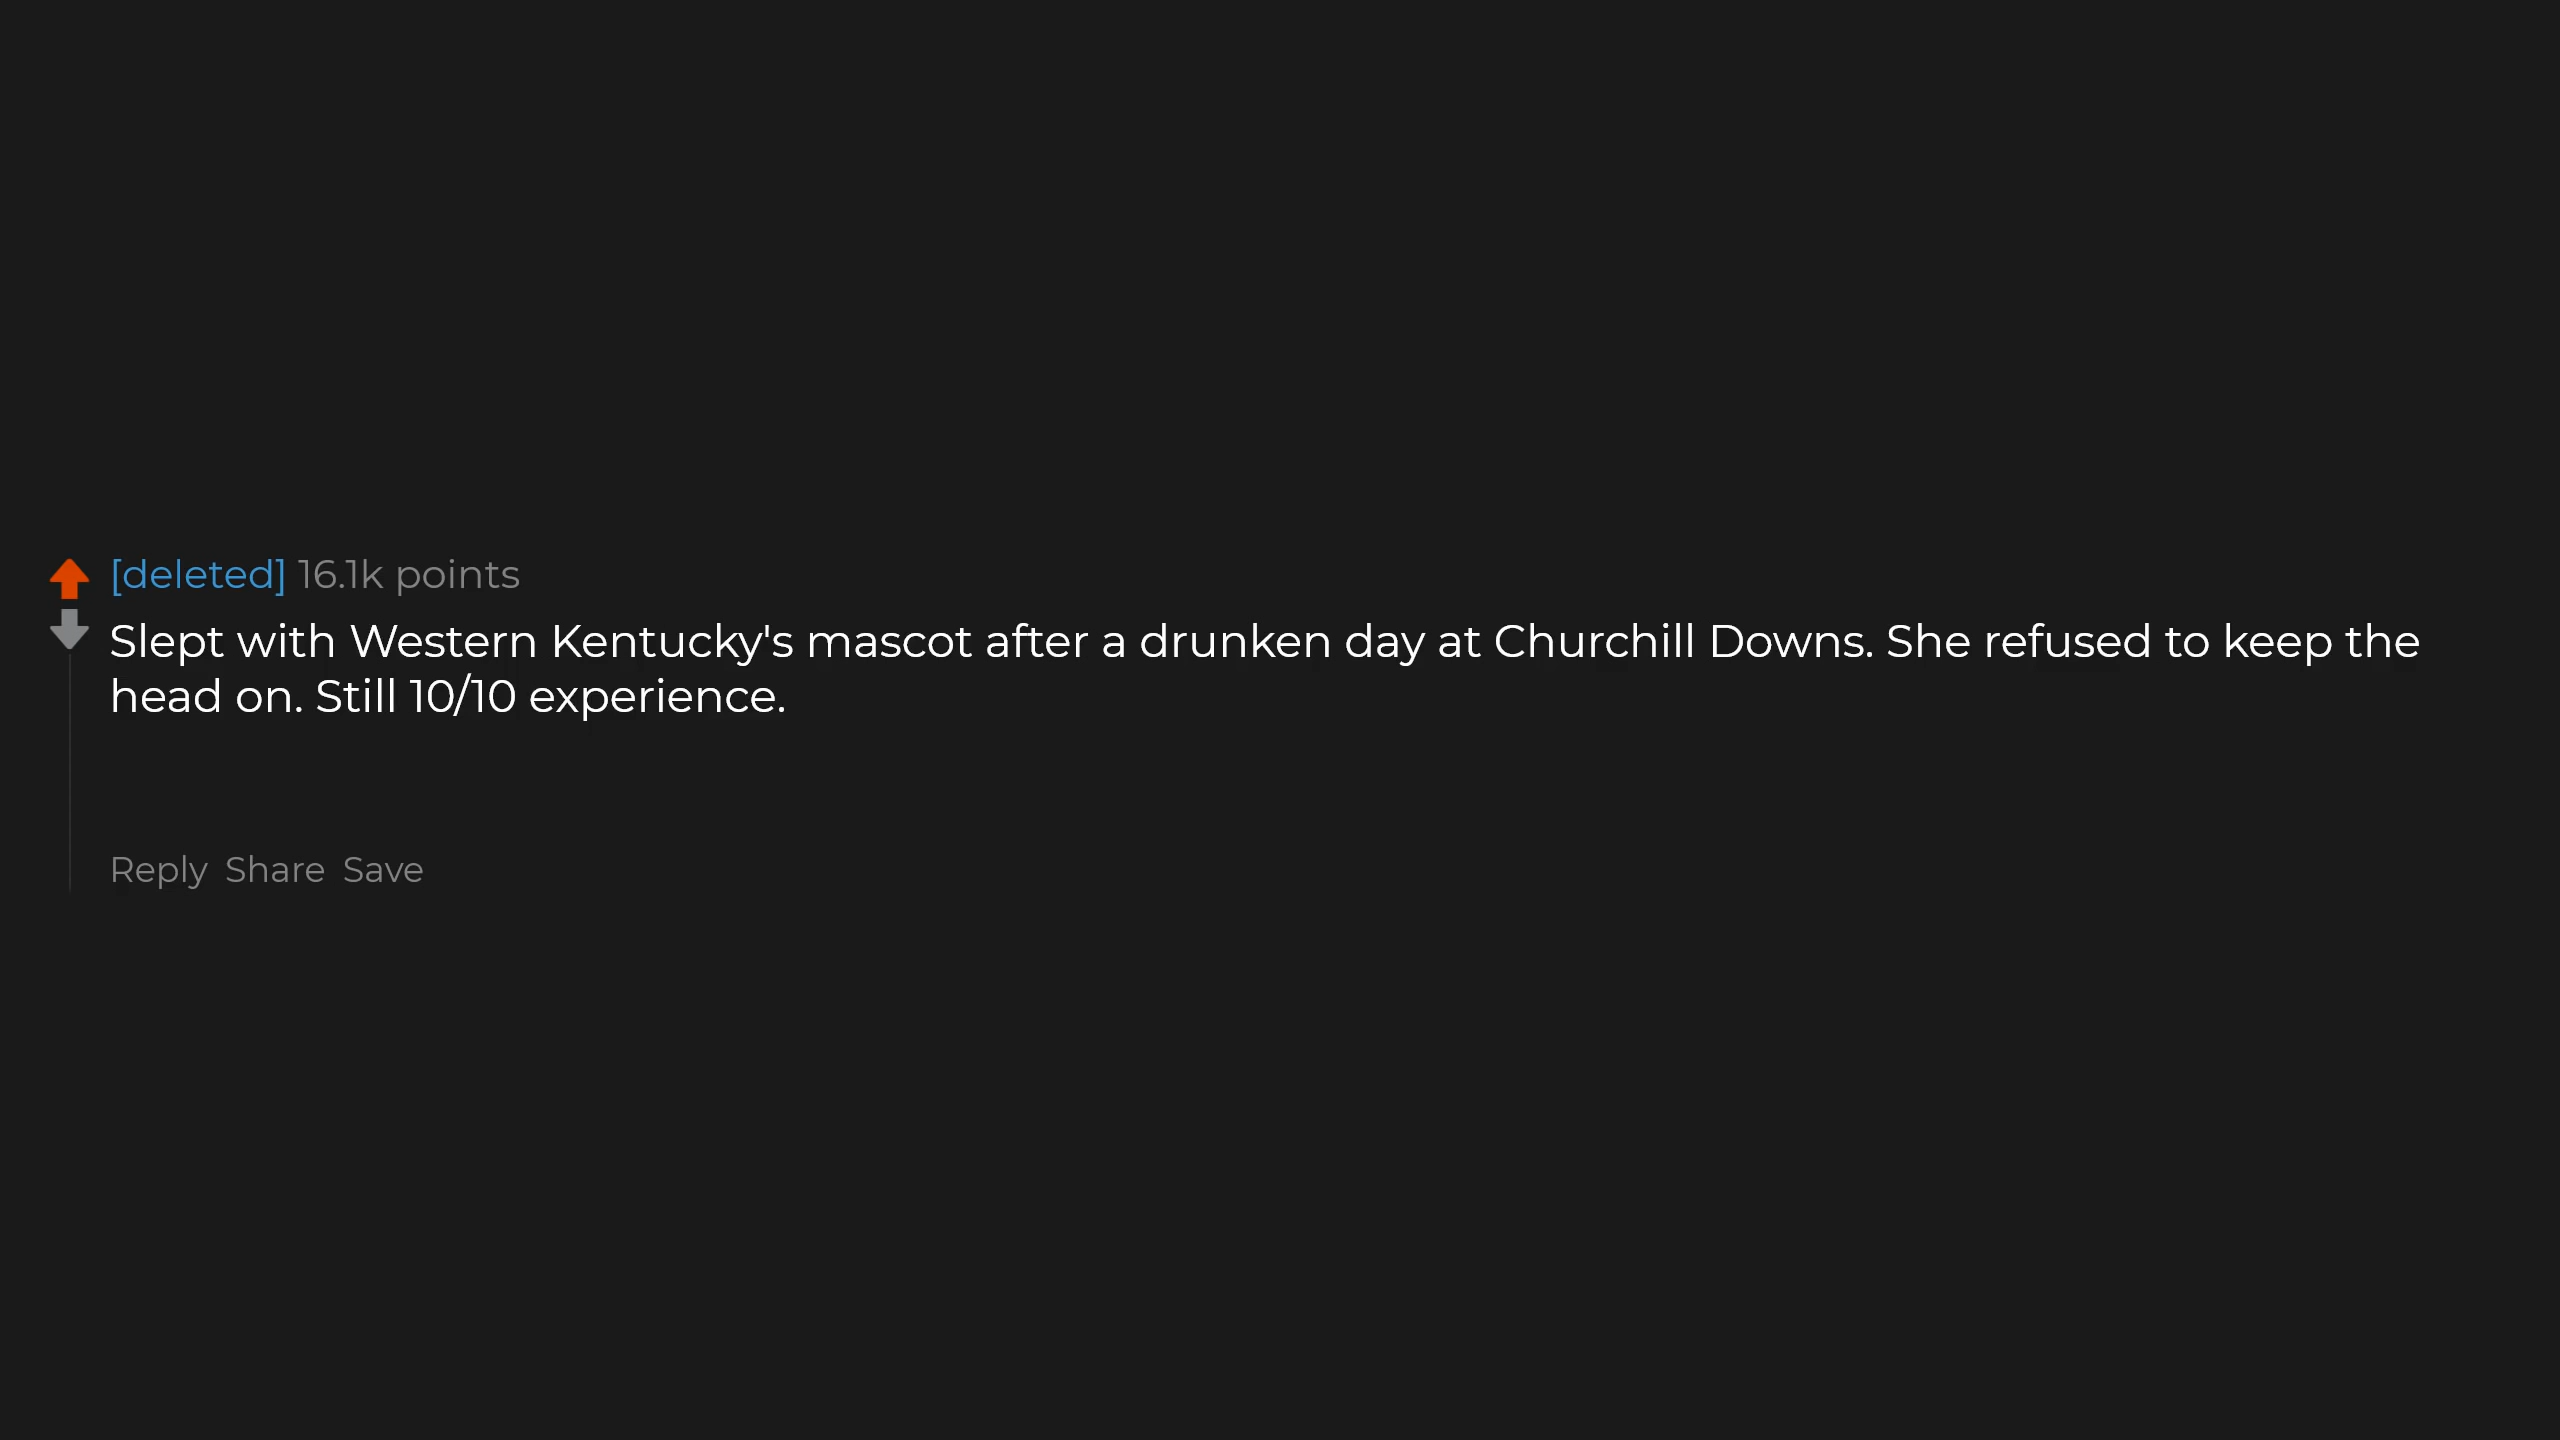 [deleted] 16.1k points
Slept with Western Kentucky's mascot after a drunken day at Churchill Downs. She refused to keep the
head on. Still 10/10 experience.
Reply Share Save